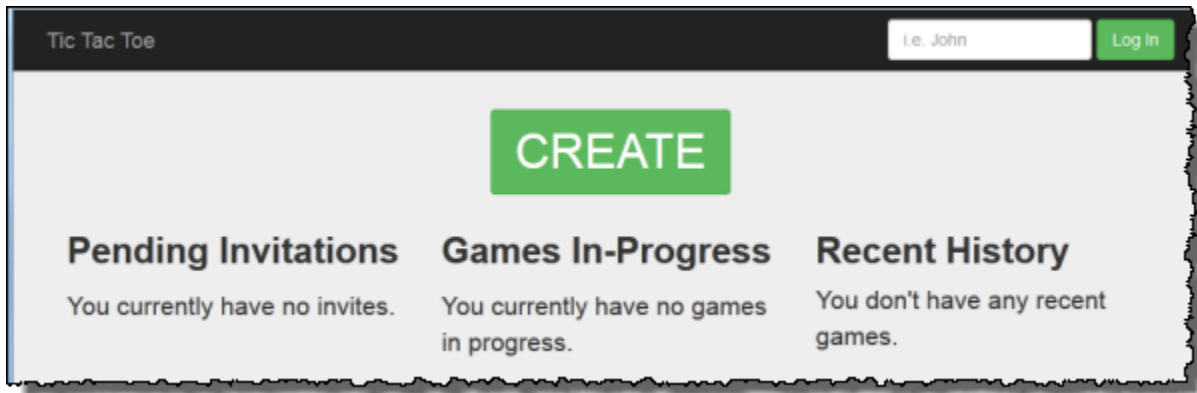 Tic Tac Toe
i.e. John
Log In
CREATE
Pending Invitations
You currently have no invites.
Games In-Progress
You currently have no games
in progress.
Recent History
You don't have any recent
games.